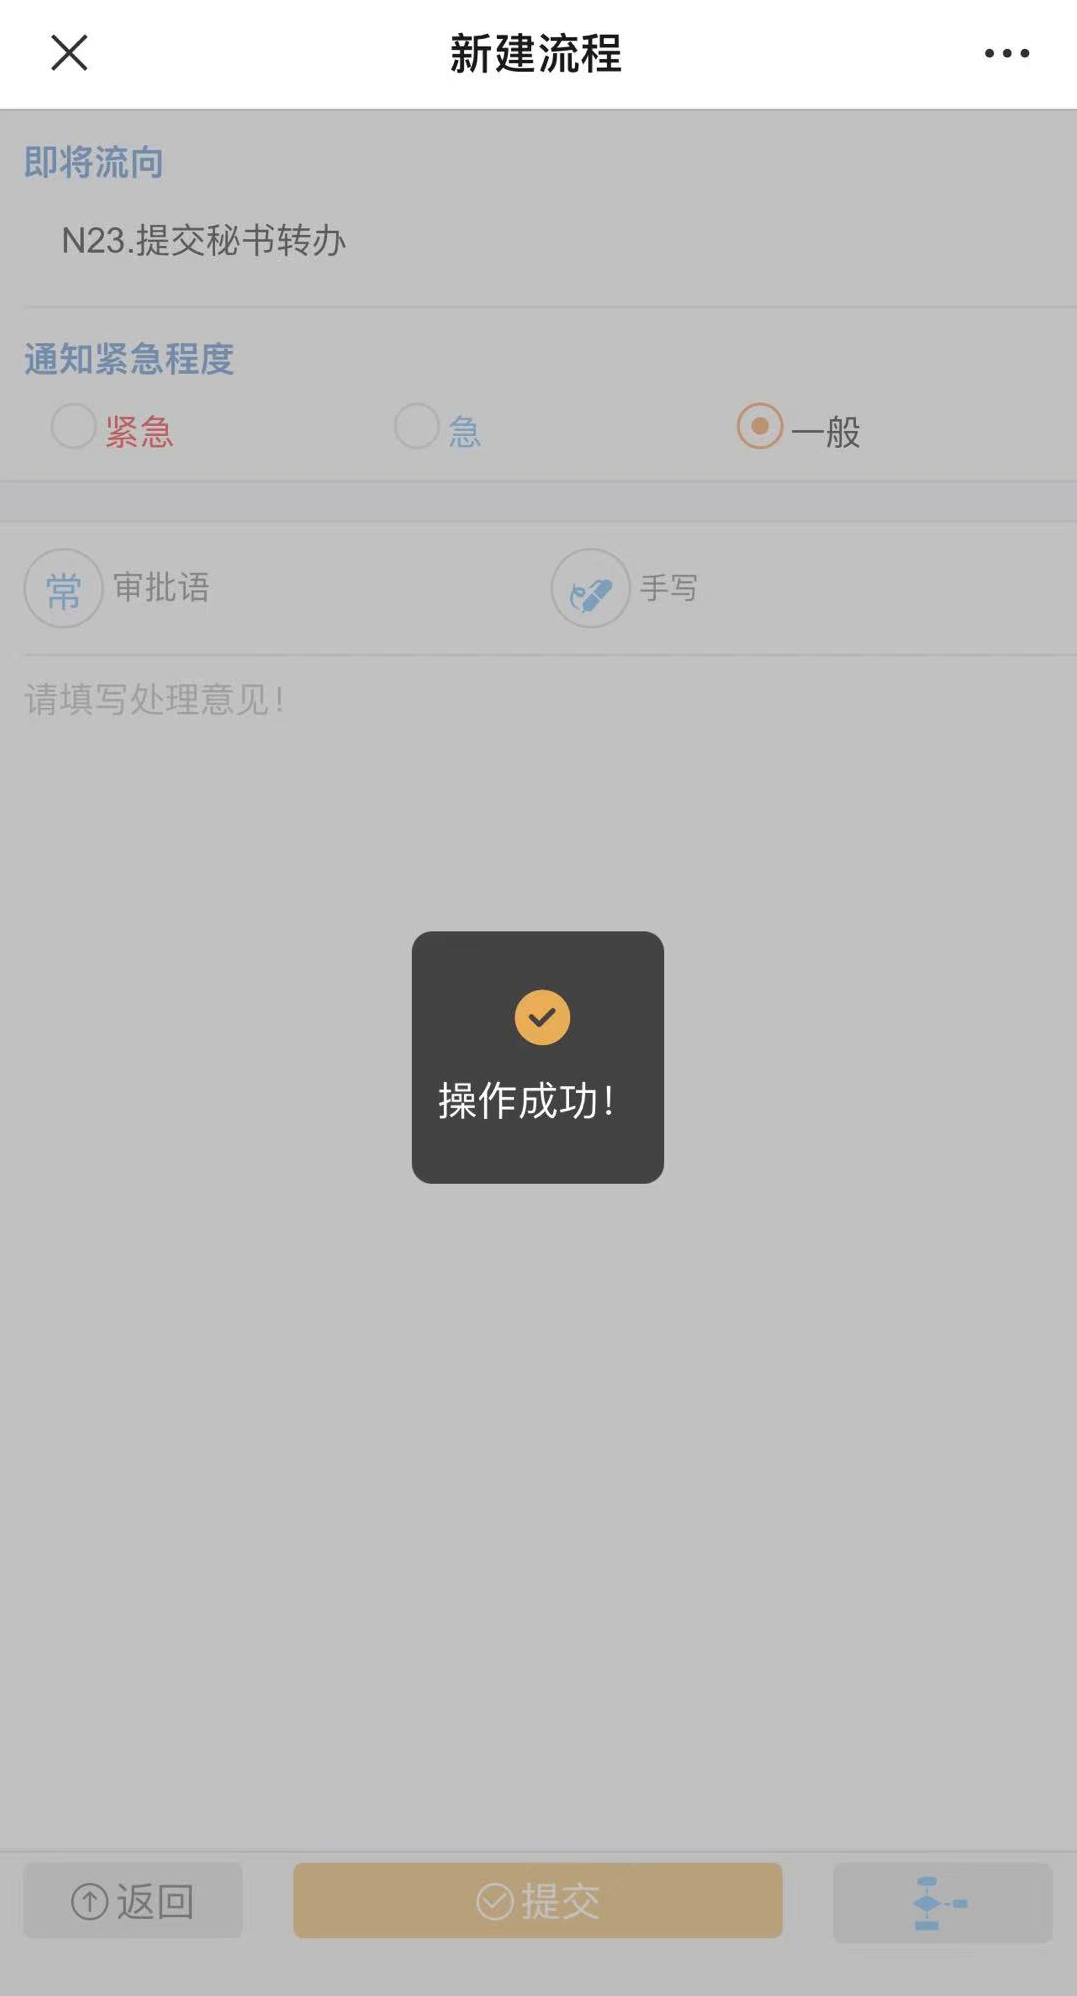 新建流程
即将流向
N23.提交秘书转办
通知紧急程度
紧急 急 一般
常 审批语 手写
请填写处理意见!
操作成功!
返回 提交